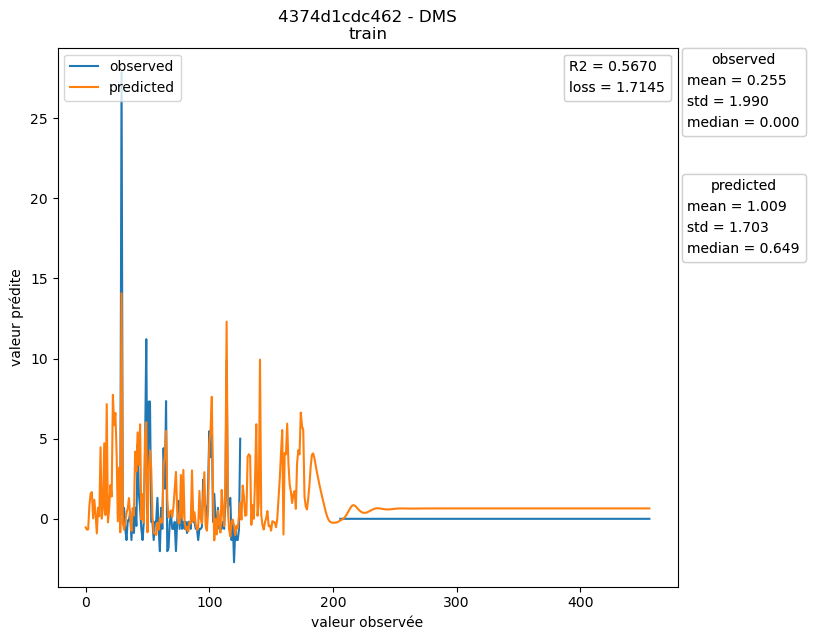 4374d1cdc462 - DMS
train
observed
predicted
R2 = 0.5670
loss = 1.7145
observed
mean = 0.255
std = 1.990
median = 0.000
predicted
mean = 1.009
std = 1.703
median = 0.649
valeur prédite
25
20
15
10
5
0
0
100
200
300
400
valeur observée